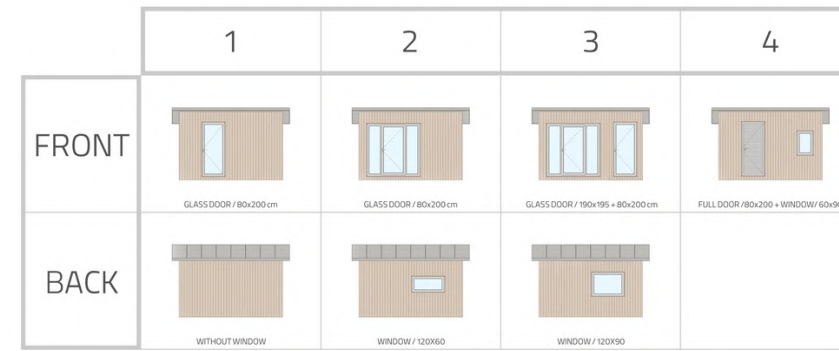 1 2 3 4
FRONT
GLASS DOOR / 80x200 cm GLASS DOOR / 80x200 cm GLASS DOOR / 190x195 + 80x200 cm FULL DOOR /80x200 + WINDOW/ 60x9
BACK
WITHOUT WINDOW WINDOW / 120X60 WINDOW / 120X90